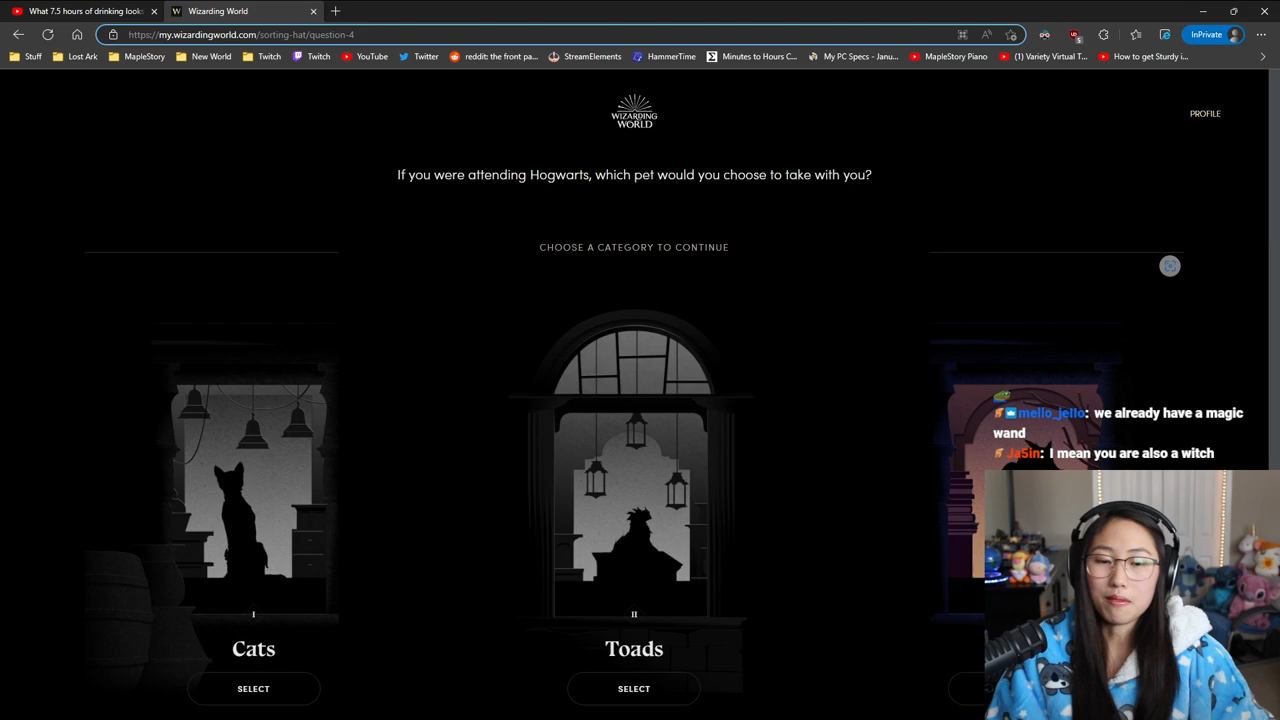 What 7.5 hours of drinking looks
Wizarding World
https://my.wizardingworld.com/sorting-hat/question-4
InPrivate
Stuff
Lost Ark
MapleStory
New World
Twitch
YouTube
Twitter
reddit: the front pa...
StreamElements
HammerTime
Minutes to Hours C...
My PC Specs - Janu...
MapleStory Piano
(1) Variety Virtual T...
How to get Sturdy i...
WIZARDING
WORLD
PROFILE
If you were attending Hogwarts, which pet would you choose to take with you?
CHOOSE A CATEGORY TO CONTINUE
mello_jello: we already have a magic
wand
Ja5in: I mean you are also a witch
I
II
Cats
Toads
SELECT
SELECT